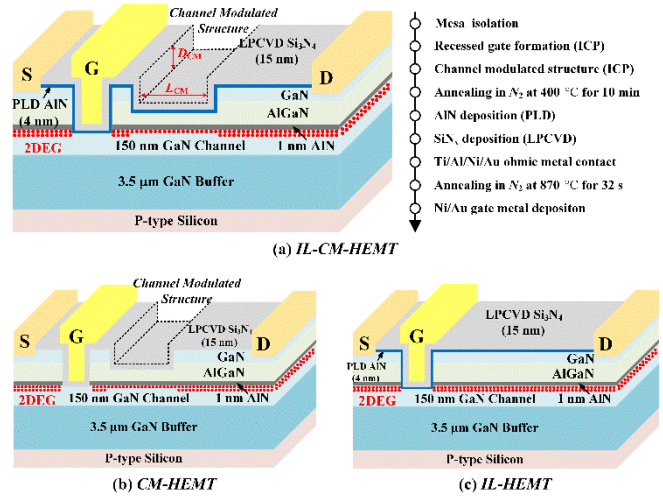 Channel Modulated
Structure
LPCVD Si3N4
(15 nm)
S
G
D
DCM
LCM
PLD AlN
(4 nm)
GaN
AlGaN
2DEG
150 nm GaN Channel
1 nm AlN
3.5 μm GaN Buffer
P-type Silicon
(a) IL-CM-HEMT
Mesa isolation
Recessed gate formation (ICP)
Channel modulated structure (ICP)
Annealing in N2 at 400 °C for 10 min
AlN deposition (PLD)
SiNx deposition (LPCVD)
Ti/Al/Ni/Au ohmic metal contact
Annealing in N2 at 870 °C for 32 s
Ni/Au gate metal depositon
Channel Modulated
Structure
LPCVD Si3N4
(15 nm)
S
G
D
GaN
AlGaN
2DEG
150 nm GaN Channel
1 nm AlN
3.5 μm GaN Buffer
P-type Silicon
(b) CM-HEMT
LPCVD Si3N4
(15 nm)
S
G
D
PLD AlN
(4 nm)
GaN
AlGaN
2DEG
150 nm GaN Channel
1 nm AlN
3.5 μm GaN Buffer
P-type Silicon
(c) IL-HEMT